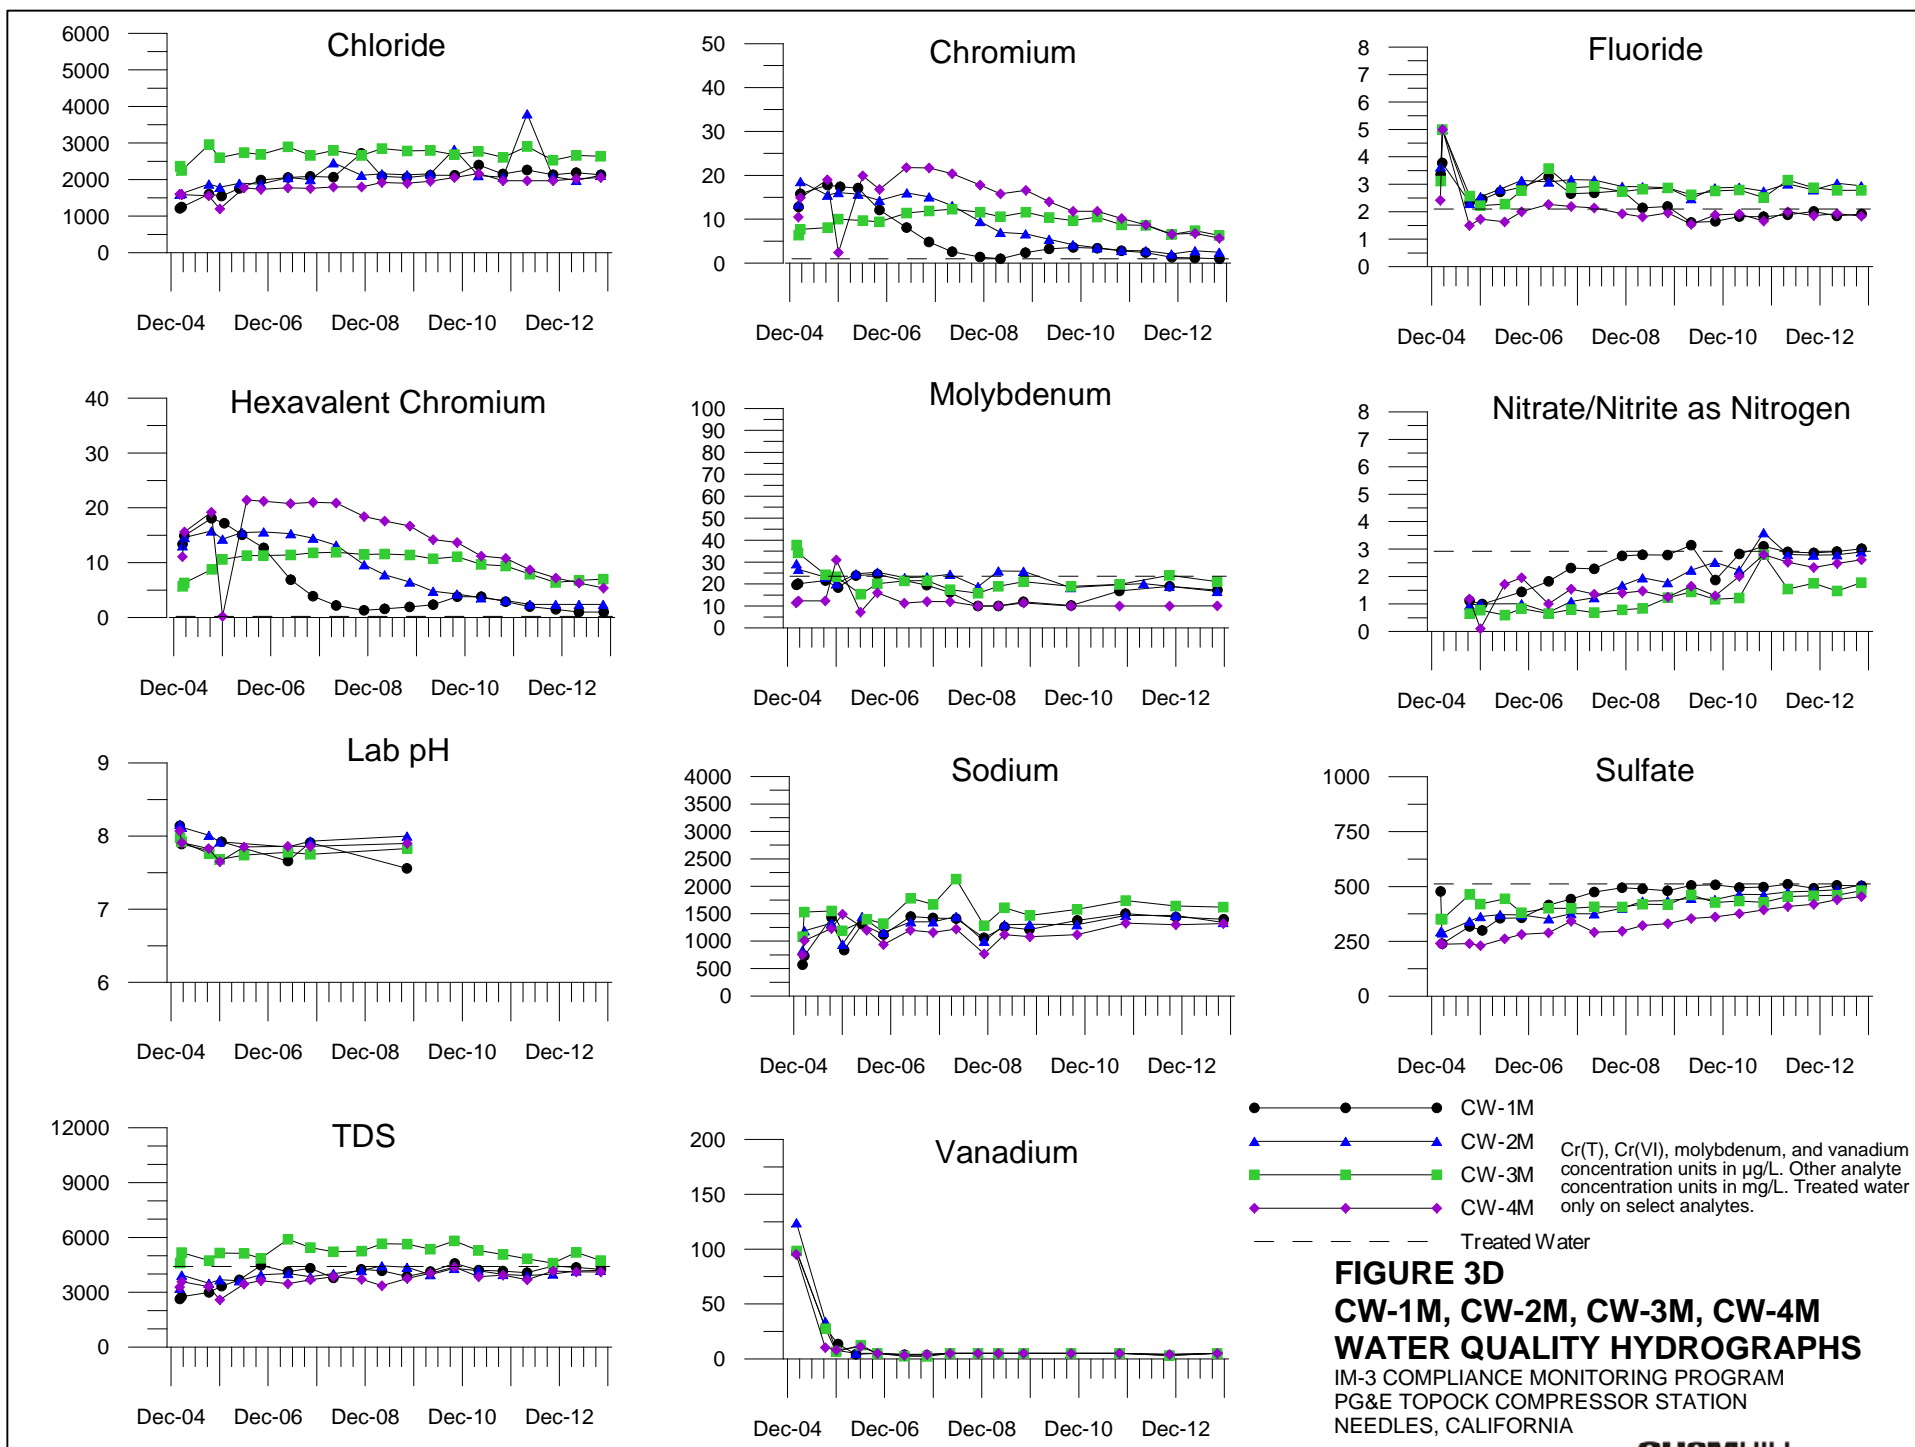 Chloride
6000
5000
4000
3000
2000
1000
0
Dec-04 Dec-06 Dec-08 Dec-10 Dec-12
Chromium
50
40
30
20
10
0
Dec-04 Dec-06 Dec-08 Dec-10 Dec-12
Fluoride
8
7
6
5
4
3
2
1
0
Dec-04 Dec-06 Dec-08 Dec-10 Dec-12
Hexavalent Chromium
40
30
20
10
0
Dec-04 Dec-06 Dec-08 Dec-10 Dec-12
Molybdenum
100
90
80
70
60
50
40
30
20
10
0
Dec-04 Dec-06 Dec-08 Dec-10 Dec-12
Nitrate/Nitrite as Nitrogen
8
7
6
5
4
3
2
1
0
Dec-04 Dec-06 Dec-08 Dec-10 Dec-12
Lab pH
9
8
7
6
Dec-04 Dec-06 Dec-08 Dec-10 Dec-12
Sodium
4000
3500
3000
2500
2000
1500
1000
500
0
Dec-04 Dec-06 Dec-08 Dec-10 Dec-12
Sulfate
1000
750
500
250
0
Dec-04 Dec-06 Dec-08 Dec-10 Dec-12
TDS
12000
9000
6000
3000
0
Dec-04 Dec-06 Dec-08 Dec-10 Dec-12
Vanadium
200
150
100
50
0
Dec-04 Dec-06 Dec-08 Dec-10 Dec-12
CW-1M
CW-2M
CW-3M
CW-4M
Treated Water
Cr(T), Cr(VI), molybdenum, and vanadium
concentration units in µg/L. Other analyte
concentration units in mg/L. Treated water
only on select analytes.
FIGURE 3D
CW-1M, CW-2M, CW-3M, CW-4M
WATER QUALITY HYDROGRAPHS
IM-3 COMPLIANCE MONITORING PROGRAM
PG&E TOPOCK COMPRESSOR STATION
NEEDLES, CALIFORNIA